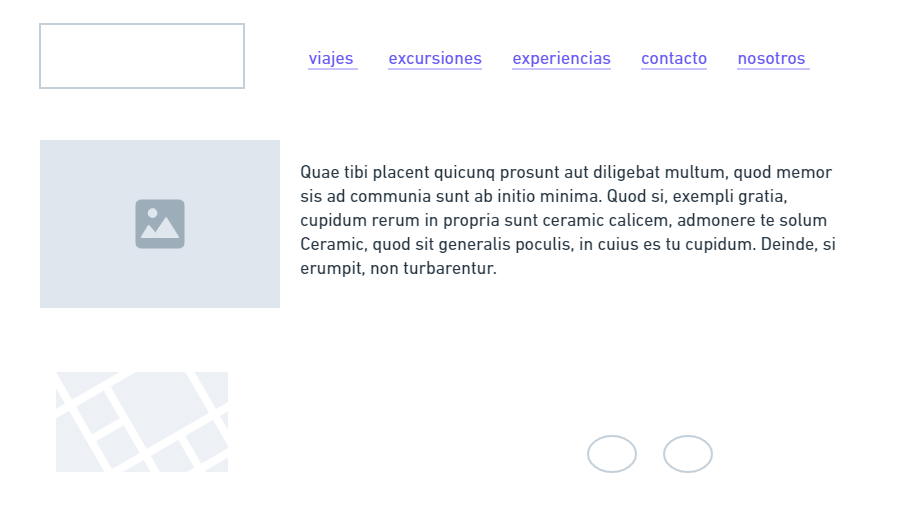 viajes excursiones experiencias contacto nosotros
Quae tibi placent quicunq prosunt aut diligebat multum, quod memor
sis ad communia sunt ab initio minima. Quod si, exempli gratia,
cupidum rerum in propria sunt ceramic calicem, admonere te solum
Ceramic, quod sit generalis poculis, in cuius es tu cupidum. Deinde, si
erumpit, non turbarentur.